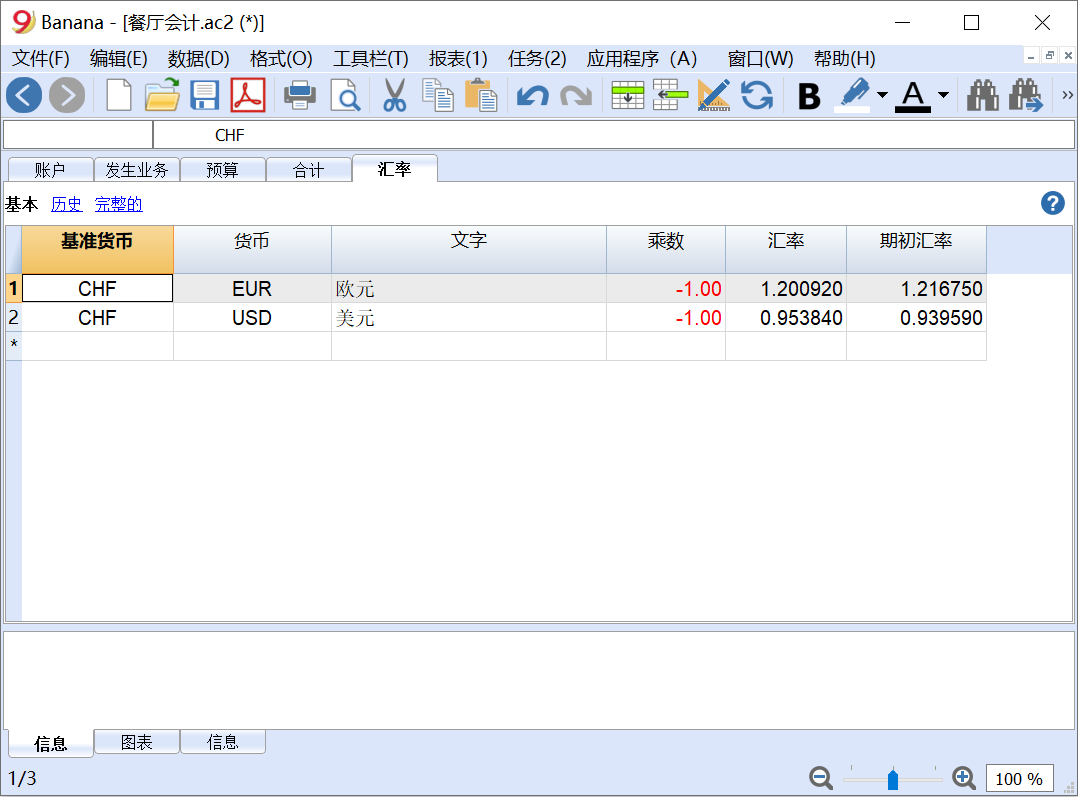 Banana - [餐厅会计.ac2 (*)]
文件(F) 编辑(E) 数据(D) 格式(O) 工具栏(T) 报表(1) 任务(2) 应用程序（A） 窗口(W) 帮助(H)
B A »
CHF
账户 发生业务 预算 合计 汇率
基本 历史 完整的 ?
基准货币 货币 文字 乘数 汇率 期初汇率
1 CHF EUR 欧元 -1.00 1.200920 1.216750
2 CHF USD 美元 -1.00 0.953840 0.939590
*
信息 图表 信息
1/3 100 %